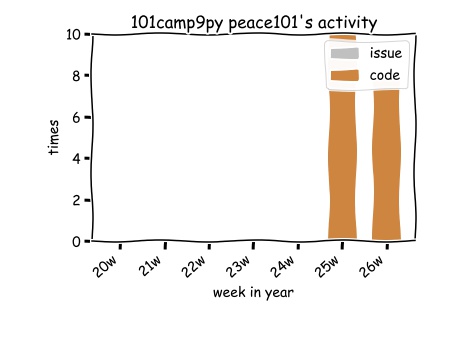 101camp9py peace101's activity
issue
code
10
8
6
4
2
0
times
20w 21w 22w 23w 24w 25w 26w
week in year